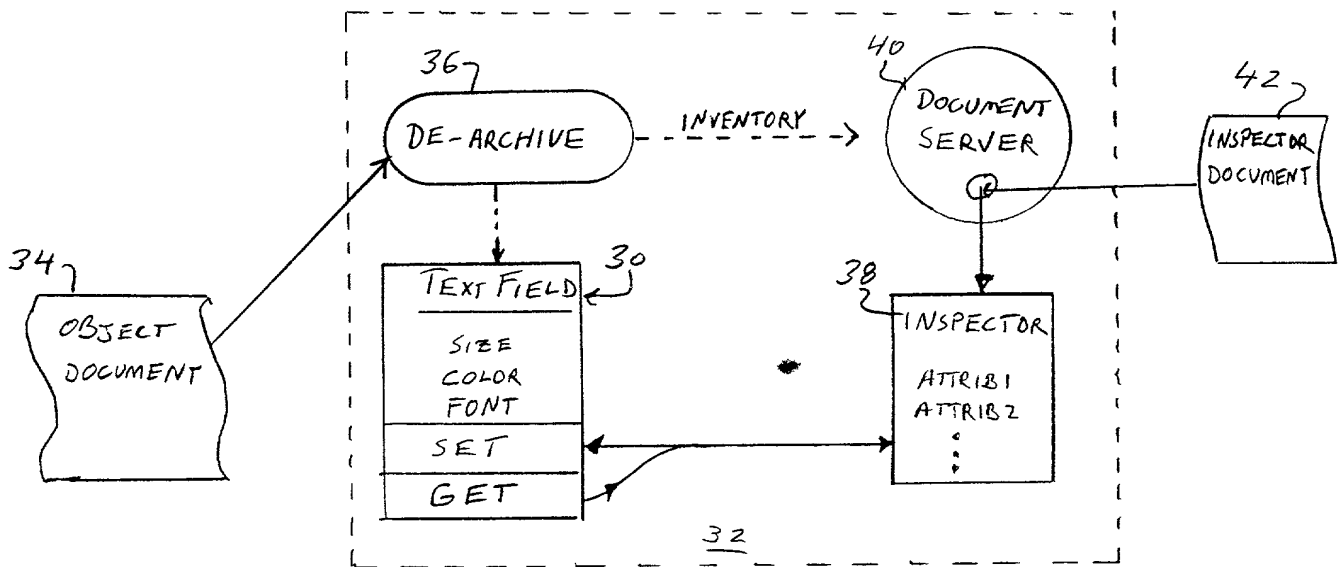 36
DE-ARCHIVE
INVENTORY
40
DOCUMENT
SERVER
42
INSPECTOR
DOCUMENT
34
OBJECT
DOCUMENT
30
TEXT FIELD
SIZE
COLOR
FONT
SET
GET
38
INSPECTOR
ATTRIB1
ATTRIB2
32